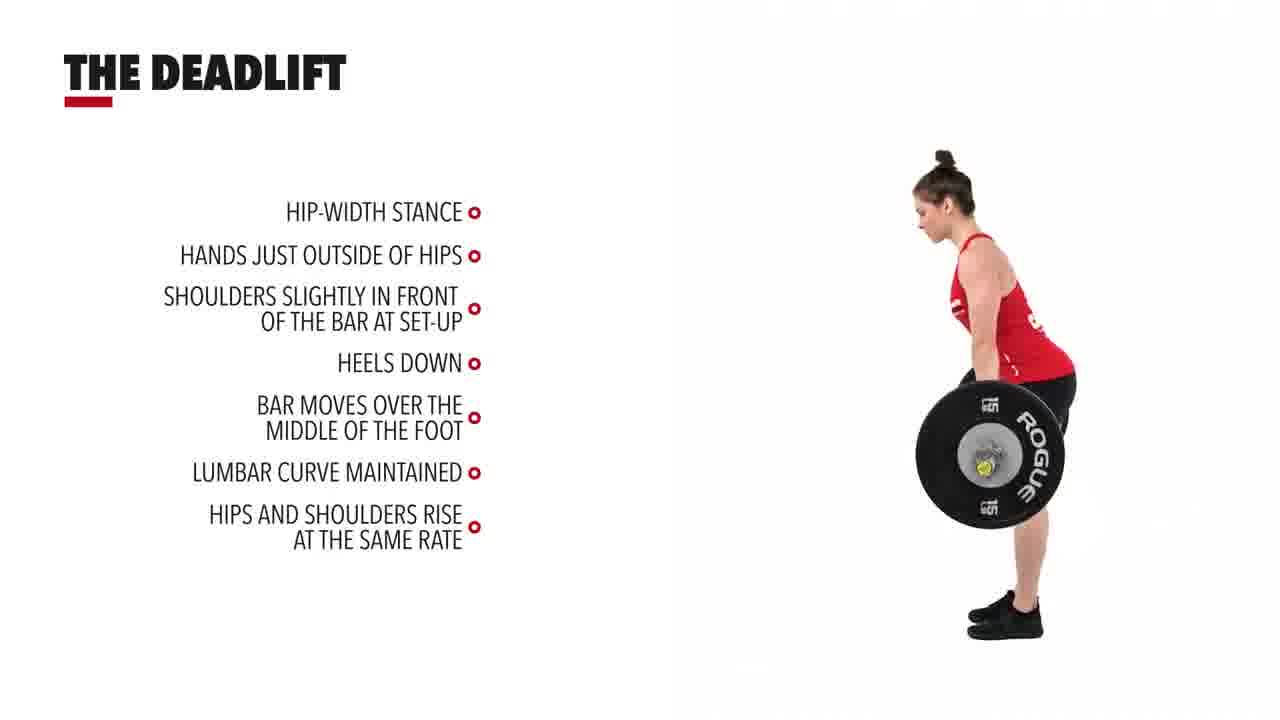 THE DEADLIFT
HIP-WIDTH STANCE
HANDS JUST OUTSIDE OF HIPS
SHOULDERS SLIGHTLY IN FRONT
OF THE BAR AT SET-UP
HEELS DOWN
BAR MOVES OVER THE
MIDDLE OF THE FOOT
LUMBAR CURVE MAINTAINED
HIPS AND SHOULDERS RISE
AT THE SAME RATE
15
ROGUE
15